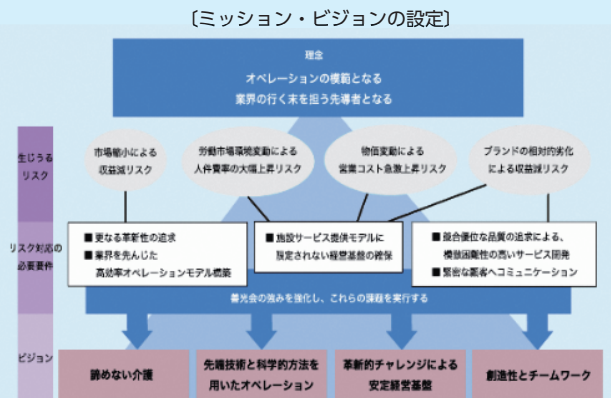 〔ミッション・ビジョンの設定〕
理念
オペレーションの模範となる
業界の行く末を担う先導者となる
生じうる
リスク
市場縮小による
収益減リスク
労働市場環境変動による
人件費率の大幅上昇リスク
物価変動による
営業コスト急激上昇リスク
ブランドの相対的劣化
による収益減リスク
リスク対応の
必要要件
■更なる革新性の追求
■業界を先んじた
高効率オペレーションモデル構築
■施設サービス提供モデルに
限定されない経営基盤の確保
■競合優位な品質の追求による、
模倣困難性の高いサービス開発
■緊密な顧客へコミュニケーション
善光会の強みを強化し、これらの課題を実行する
ビジョン
諦めない介護
先端技術と科学的方法を
用いたオペレーション
革新的チャレンジによる
安定経営基盤
創造性とチームワーク